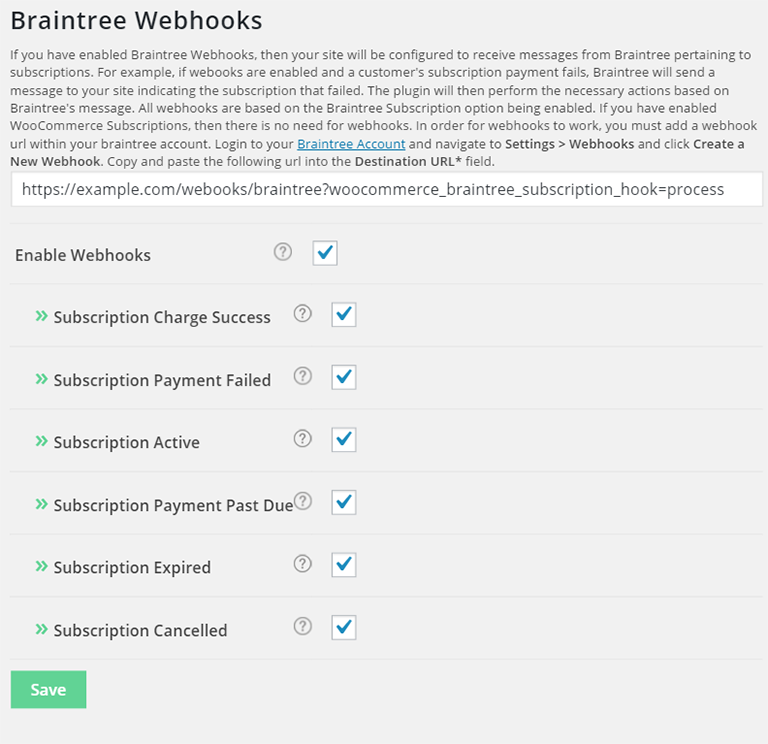 Braintree Webhooks
If you have enabled Braintree Webhooks, then your site will be configured to receive messages from Braintree pertaining to
subscriptions. For example, if webooks are enabled and a customer's subscription payment fails, Braintree will send a
message to your site indicating the subscription that failed. The plugin will then perform the necessary actions based on
Braintree's message. All webhooks are based on the Braintree Subscription option being enabled. If you have enabled
WooCommerce Subscriptions, then there is no need for webhooks. In order for webhooks to work, you must add a webhook
url within your braintree account. Login to your Braintree Account and navigate to Settings > Webhooks and click Create a
New Webhook. Copy and paste the following url into the Destination URL* field.
https://example.com/webooks/braintree?woocommerce_braintree_subscription_hook=process
Enable Webhooks ?
» Subscription Charge Success ?
» Subscription Payment Failed ?
» Subscription Active ?
» Subscription Payment Past Due ?
» Subscription Expired ?
» Subscription Cancelled ?
Save